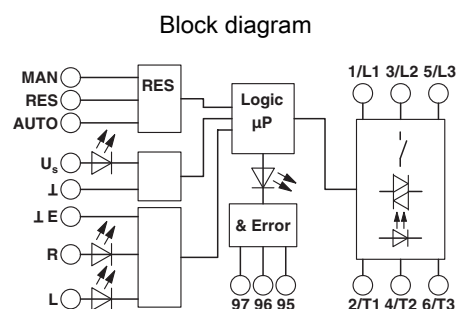 Block diagram
MAN
RES
AUTO
RES
Us
⊥
⊥ E
R
L
Logic
µP
& Error
97 96 95
1/L1 3/L2 5/L3
2/T1 4/T2 6/T3